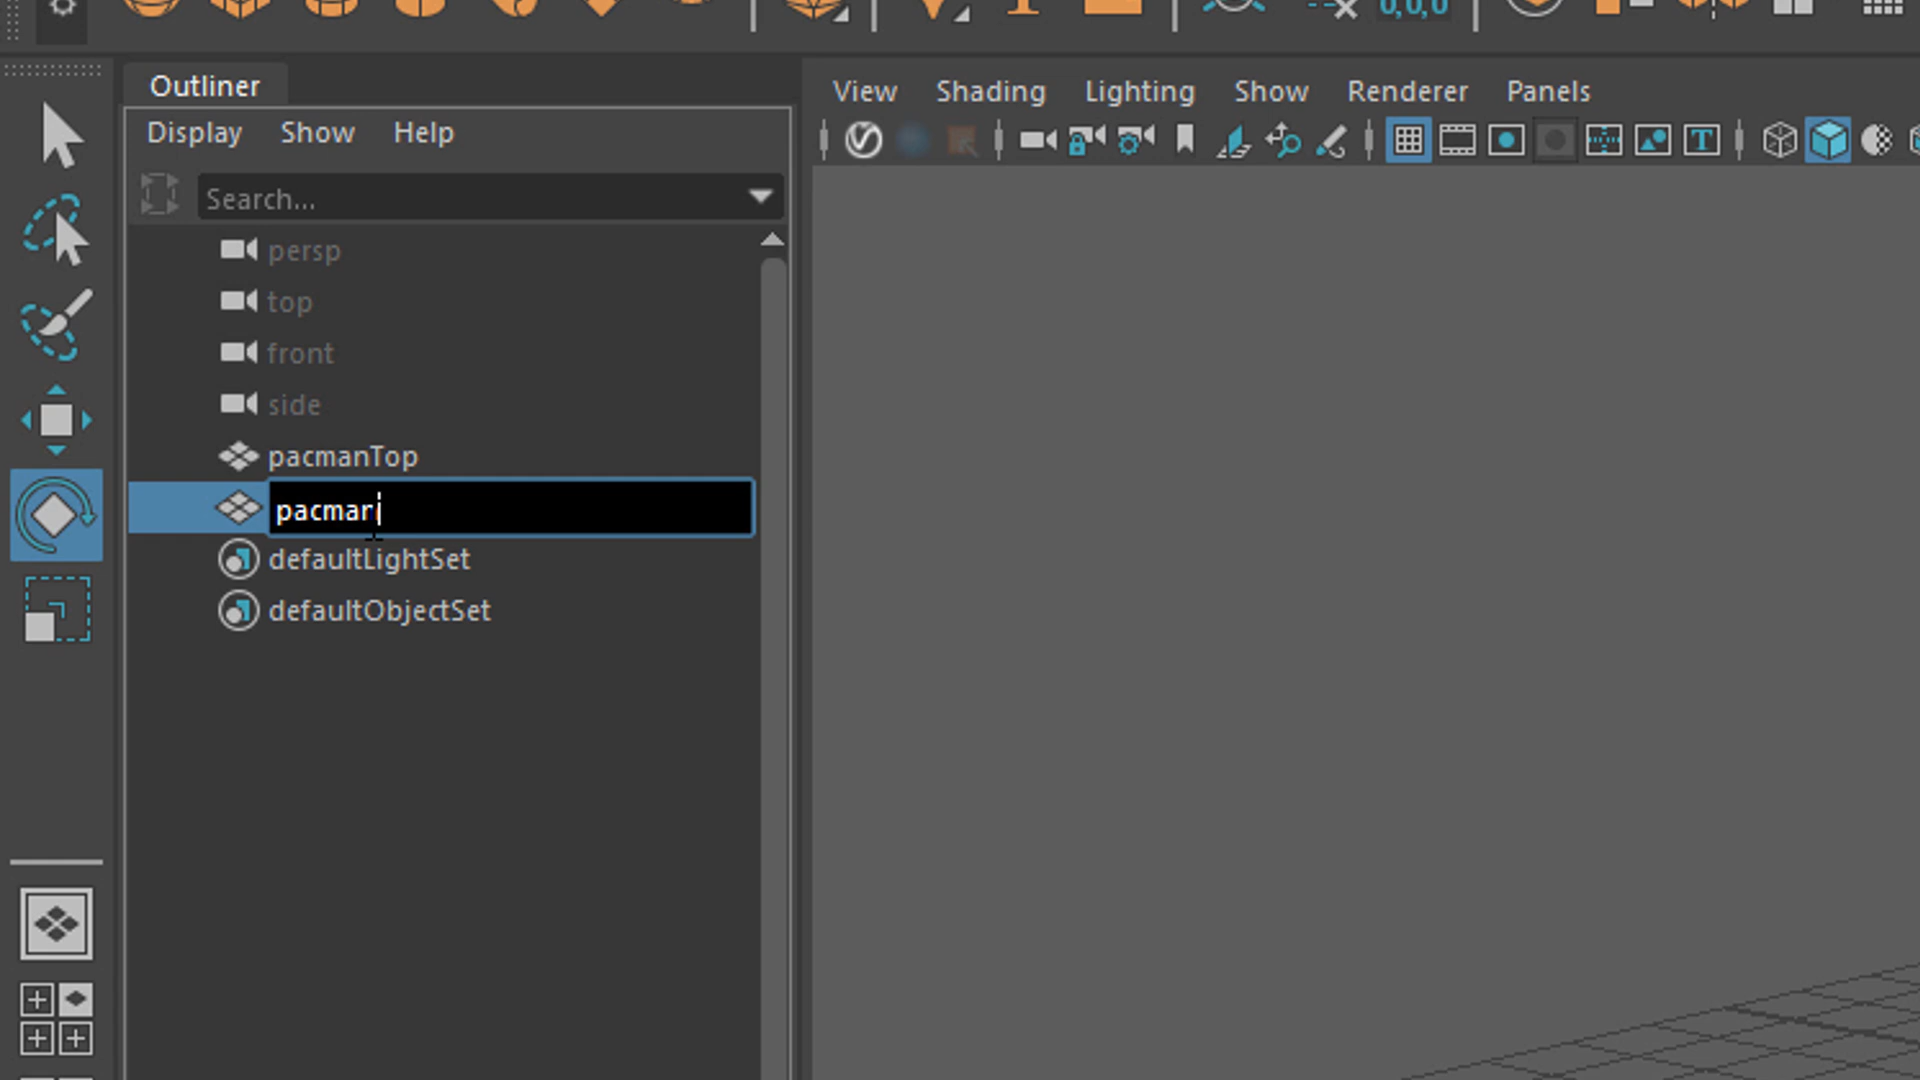 0,0,0
Outliner
Display Show Help
Search...
persp
top
front
side
pacmanTop
pacman
defaultLightSet
defaultObjectSet
View Shading Lighting Show Renderer Panels
T